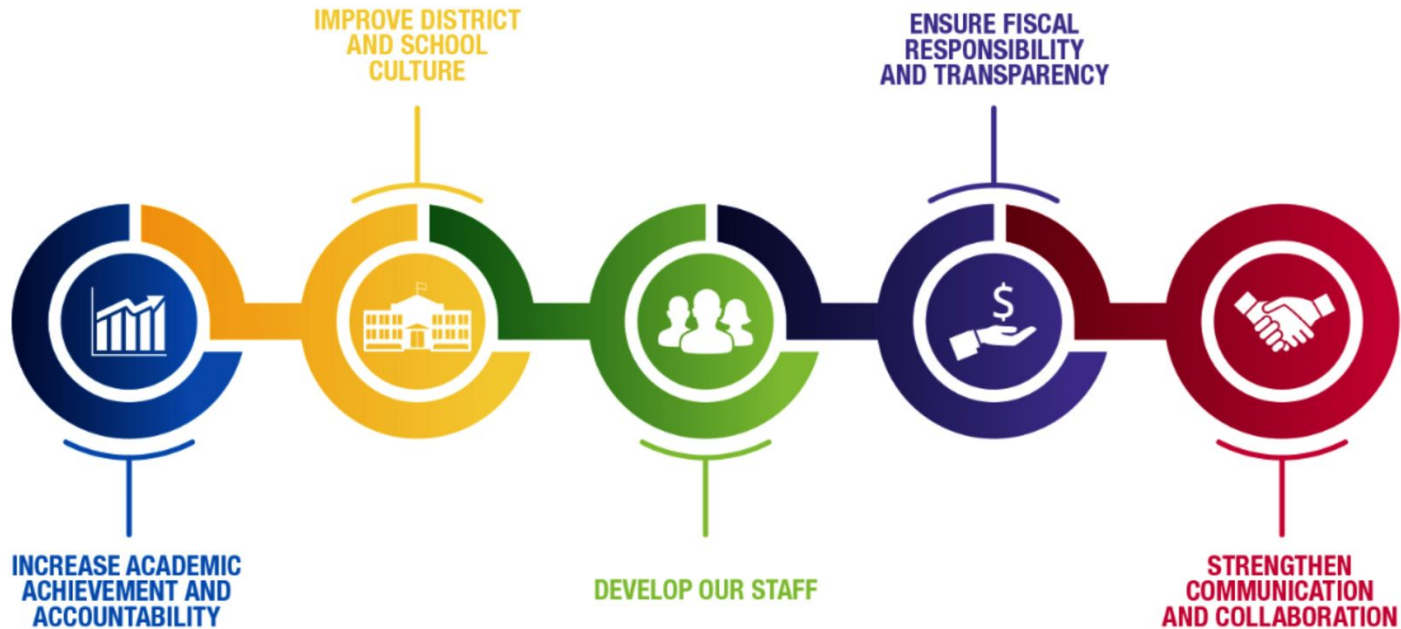 IMPROVE DISTRICT
AND SCHOOL
CULTURE
ENSURE FISCAL
RESPONSIBILITY
AND TRANSPARENCY
$
INCREASE ACADEMIC
ACHIEVEMENT AND
ACCOUNTABILITY
DEVELOP OUR STAFF
STRENGTHEN
COMMUNICATION
AND COLLABORATION